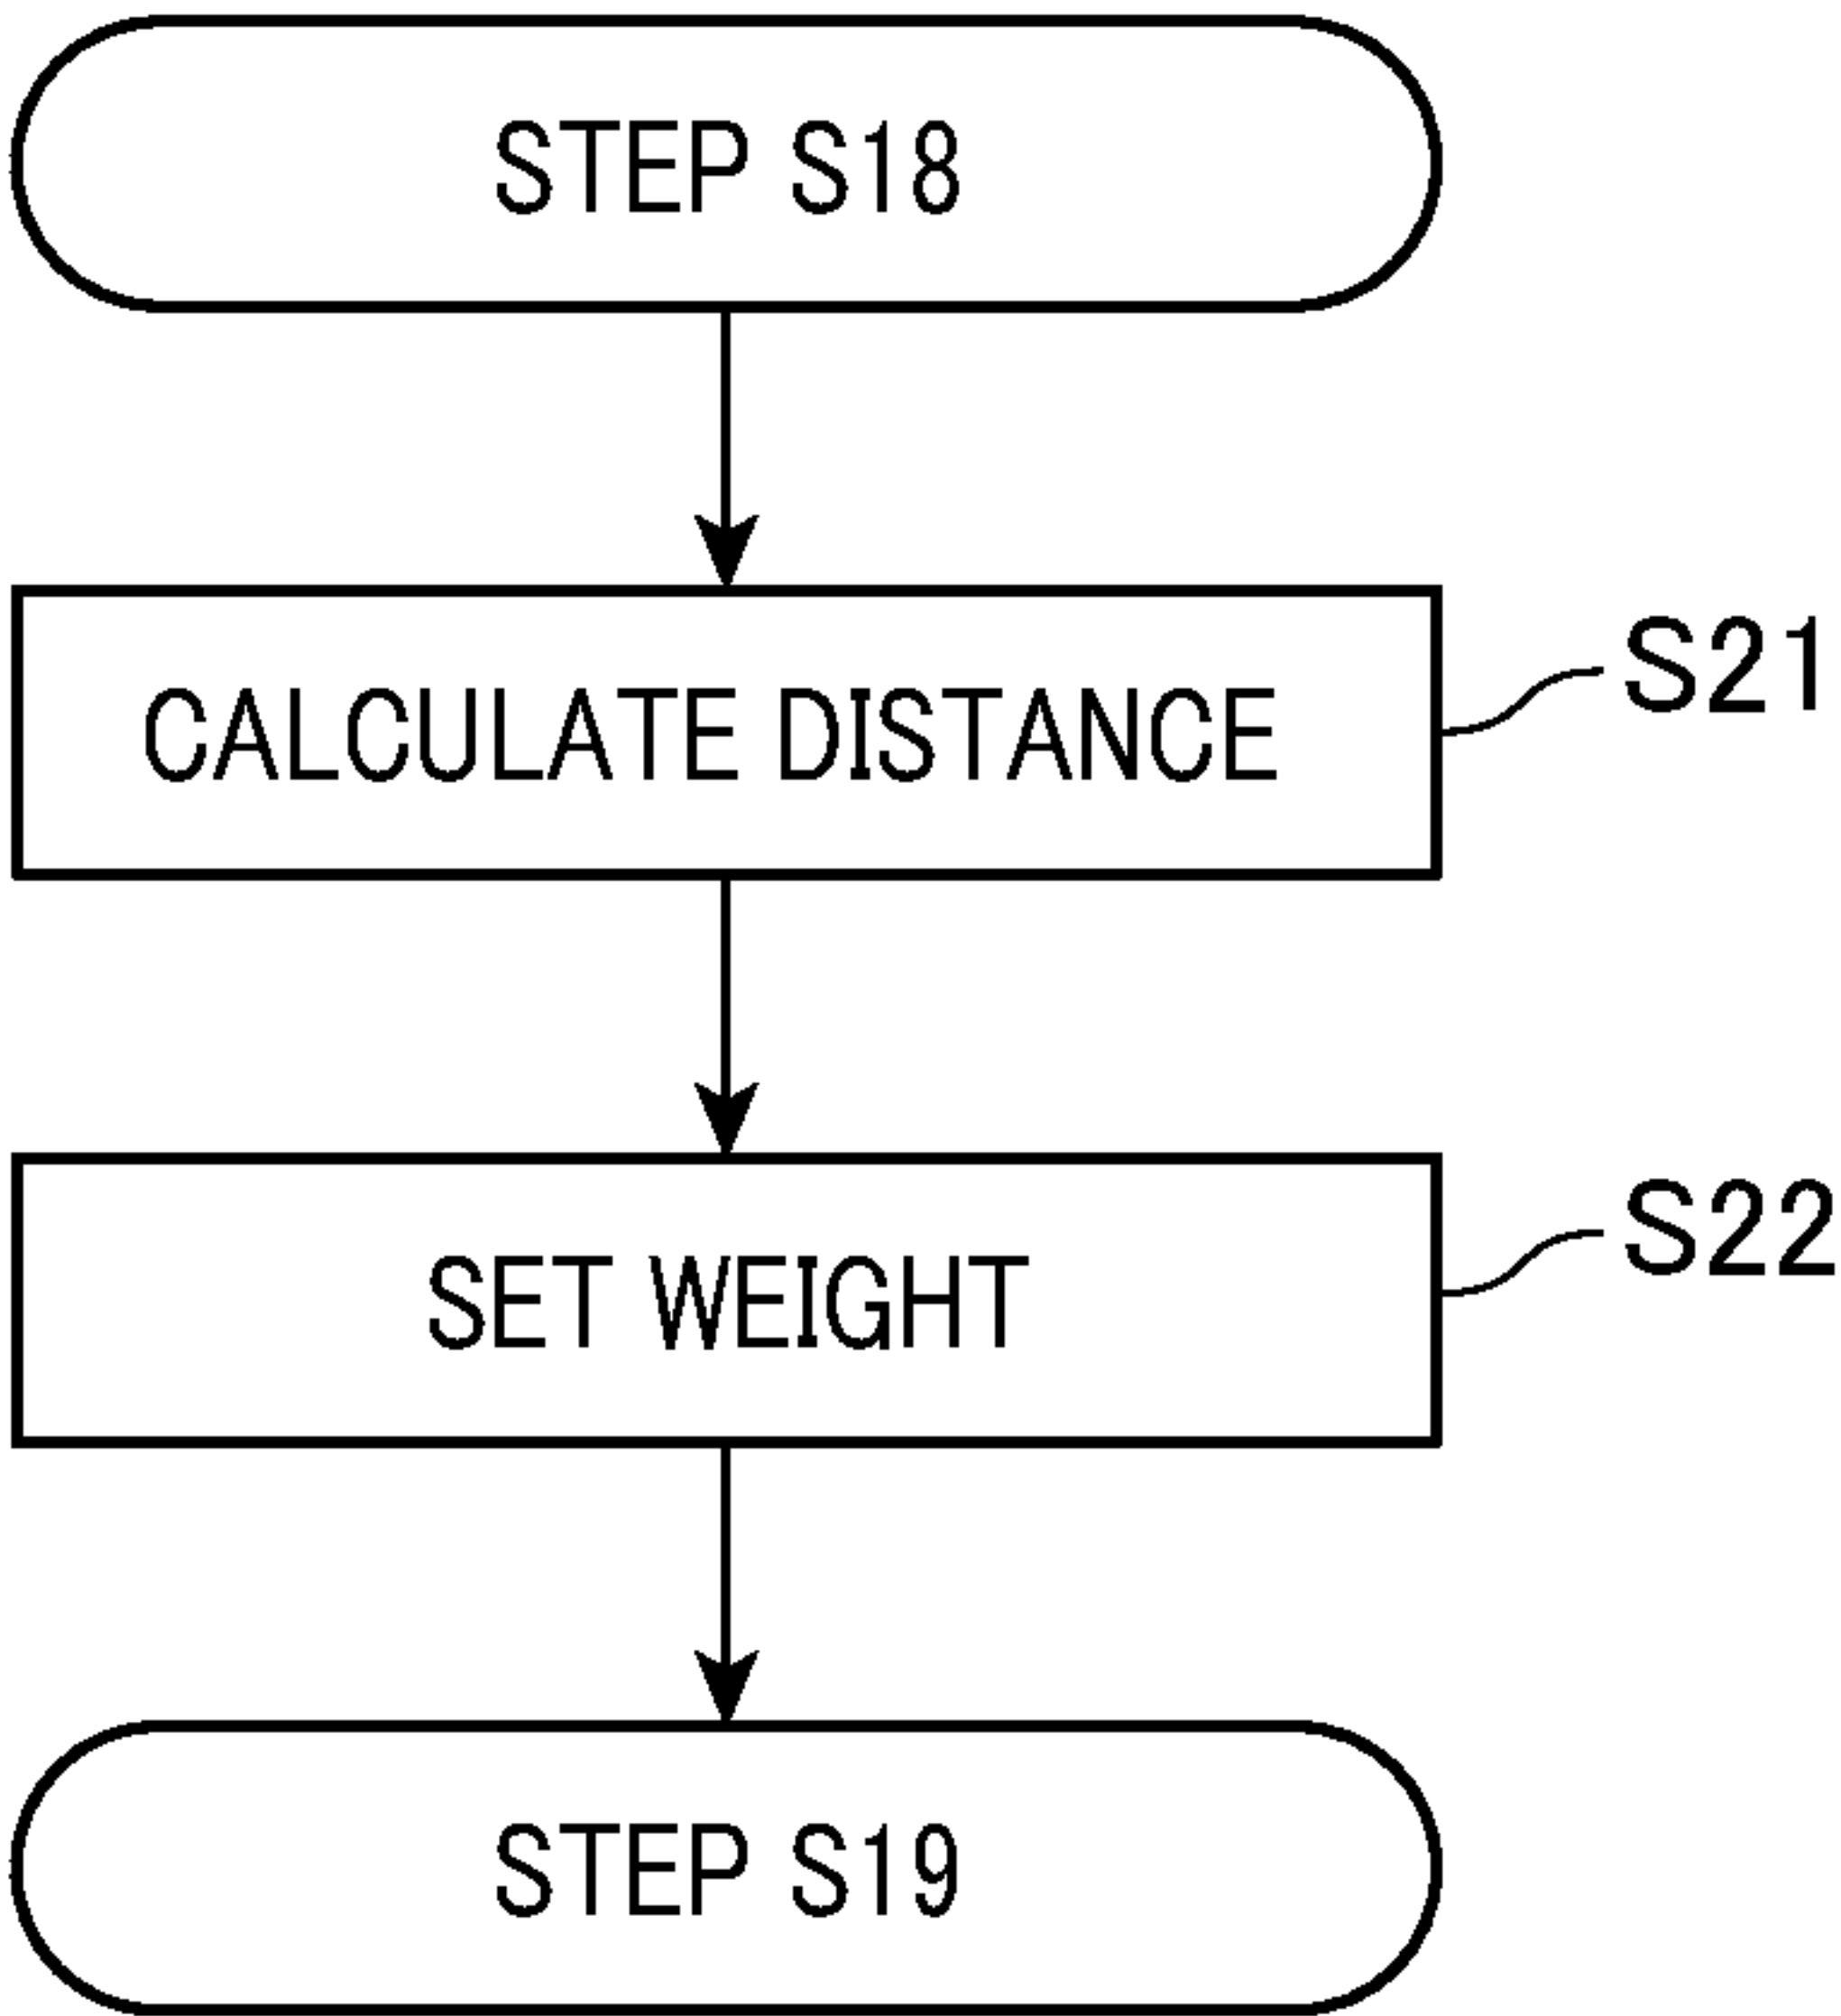 STEP S18
CALCULATE DISTANCE
S21
SET WEIGHT
S22
STEP S19